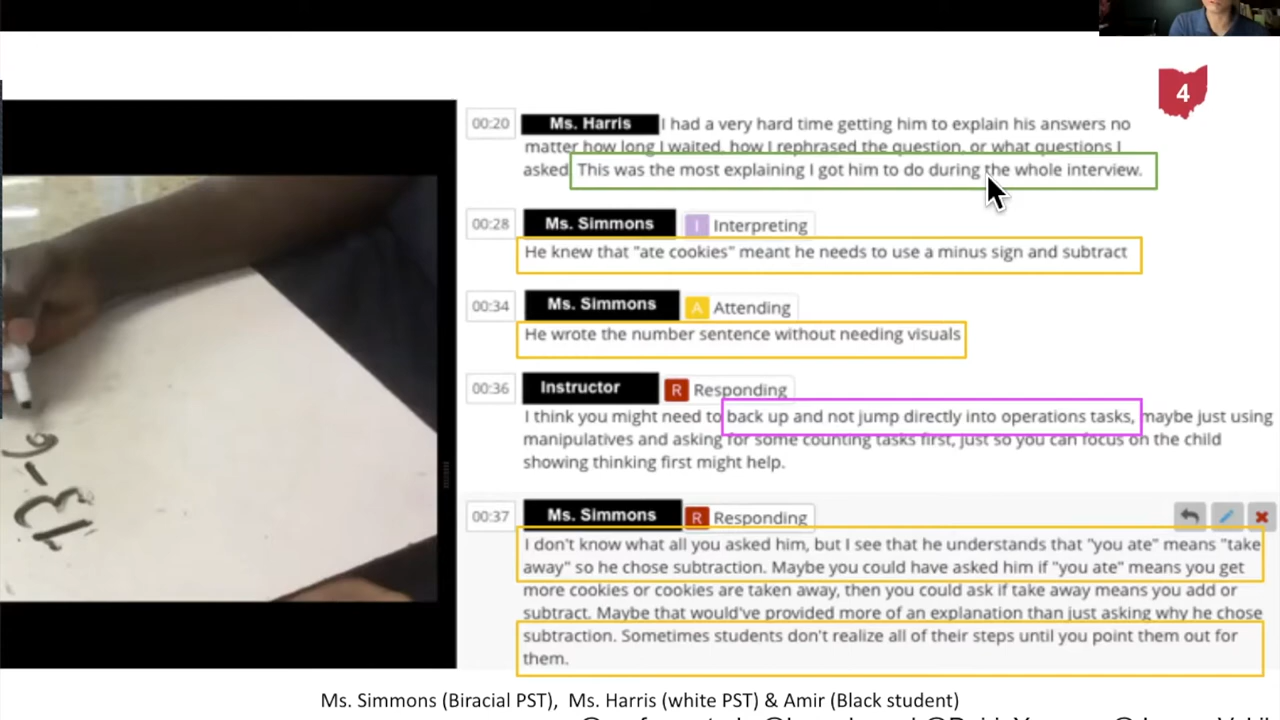 4
00:20 Ms. Harris I had a very hard time getting him to explain his answers no
matter how long I waited, how I rephrased the question, or what questions I
asked This was the most explaining I got him to do during the whole interview.
00:28 Ms. Simmons I Interpreting
He knew that "ate cookies" meant he needs to use a minus sign and subtract
00:34 Ms. Simmons A Attending
He wrote the number sentence without needing visuals
00:36 Instructor R Responding
I think you might need to back up and not jump directly into operations tasks, maybe just using
manipulatives and asking for some counting tasks first, just so you can focus on the child
showing thinking first might help.
00:37 Ms. Simmons R Responding
I don't know what all you asked him, but I see that he understands that "you ate" means "take
away" so he chose subtraction. Maybe you could have asked him if "you ate" means you get
more cookies or cookies are taken away, then you could ask if take away means you add or
subtract. Maybe that would've provided more of an explanation than just asking why he chose
subtraction. Sometimes students don't realize all of their steps until you point them out for
them.
13-6
Ms. Simmons (Biracial PST), Ms. Harris (white PST) & Amir (Black student)